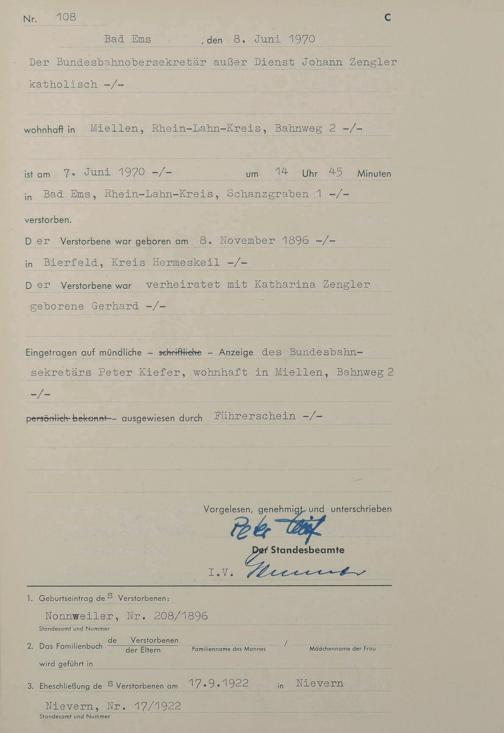 Nr. 108 C
Bad Ems, den 8. Juni 1970
Der Bundesbahnobersekretär außer Dienst Johann Zengler
katholisch -/-
wohnhaft in Miellen, Rhein-Lahn-Kreis, Bahnweg 2 -/-
ist am 7. Juni 1970 -/- um 14 Uhr 45 Minuten
in Bad Ems, Rhein-Lahn-Kreis, Schanzgraben 1 -/-
verstorben.
D er Verstorbene war geboren am 8. November 1896 -/-
in Bierfeld, Kreis Hermeskeil -/-
D er Verstorbene war verheiratet mit Katharina Zengler
geborene Gerhard -/-
Eingetragen auf mündliche – schriftliche – Anzeige des Bundesbahn-
sekretärs Peter Kiefer, wohnhaft in Miellen, Bahnweg 2
-/-
persönlich bekannt – ausgewiesen durch Führerschein -/-
Vorgelesen, genehmigt und unterschrieben
Peter
Der Standesbeamte
I.V.
1. Geburtseintrag de s Verstorbenen:
Nonnweiler, Nr. 208/1896
Standesamt und Nummer
2. Das Familienbuch de Verstorbenen / der Eltern Familienname des Mannes / Mädchenname der Frau
wird geführt in
3. Eheschließung de s Verstorbenen am 17.9.1922 in Nievern
Nievern, Nr. 17/1922
Standesamt und Nummer